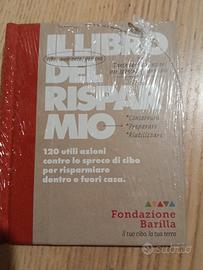 IL LIBRO
DEL
RISPAR
MIO
*Conservare
*Preparare
*Riutilizzare
120 utili azioni
contro lo spreco di cibo
per risparmiare
dentro e fuori casa.
Fondazione
Barilla
il tuo cibo, la tua terra
Subito